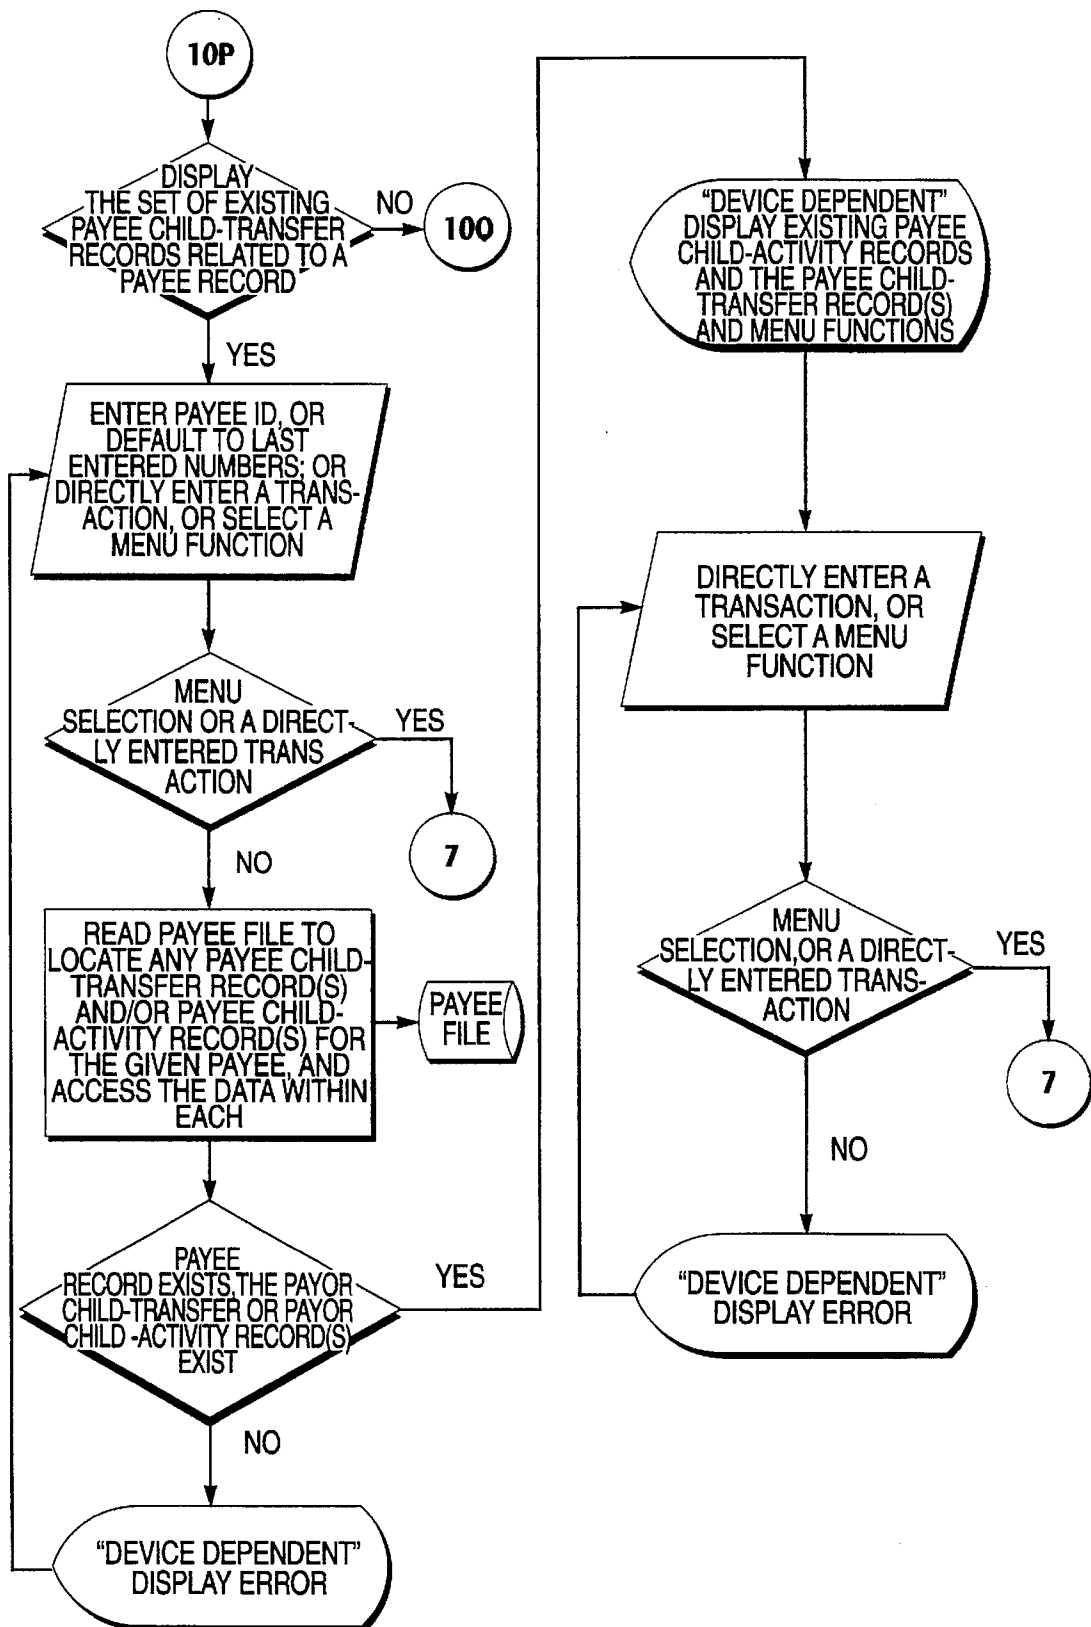 10P
DISPLAY
THE SET OF EXISTING
PAYEE CHILD-TRANSFER
RECORDS RELATED TO A
PAYEE RECORD
NO
10Q
YES
ENTER PAYEE ID, OR
DEFAULT TO LAST
ENTERED NUMBERS; OR
DIRECTLY ENTER A TRANS-
ACTION, OR SELECT A
MENU FUNCTION
MENU
SELECTION OR A DIRECT-
LY ENTERED TRANS
ACTION
YES
7
NO
READ PAYEE FILE TO
LOCATE ANY PAYEE CHILD-
TRANSFER RECORD(S)
AND/OR PAYEE CHILD-
ACTIVITY RECORD(S) FOR
THE GIVEN PAYEE, AND
ACCESS THE DATA WITHIN
EACH
PAYEE
FILE
PAYEE
RECORD EXISTS, THE PAYOR
CHILD-TRANSFER OR PAYOR
CHILD -ACTIVITY RECORD(S)
EXIST
YES
NO
“DEVICE DEPENDENT”
DISPLAY ERROR
“DEVICE DEPENDENT”
DISPLAY EXISTING PAYEE
CHILD-ACTIVITY RECORDS
AND THE PAYEE CHILD-
TRANSFER RECORD(S)
AND MENU FUNCTIONS
DIRECTLY ENTER A
TRANSACTION, OR
SELECT A MENU
FUNCTION
MENU
SELECTION, OR A DIRECT-
LY ENTERED TRANS-
ACTION
YES
7
NO
“DEVICE DEPENDENT”
DISPLAY ERROR